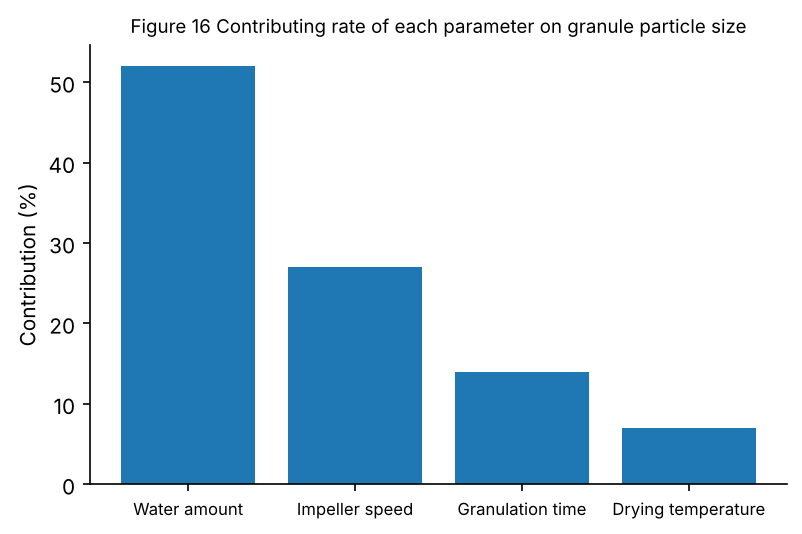 Figure 16 Contributing rate of each parameter on granule particle size
Contribution (%)
50
40
30
20
10
0
Water amount
Impeller speed
Granulation time
Drying temperature